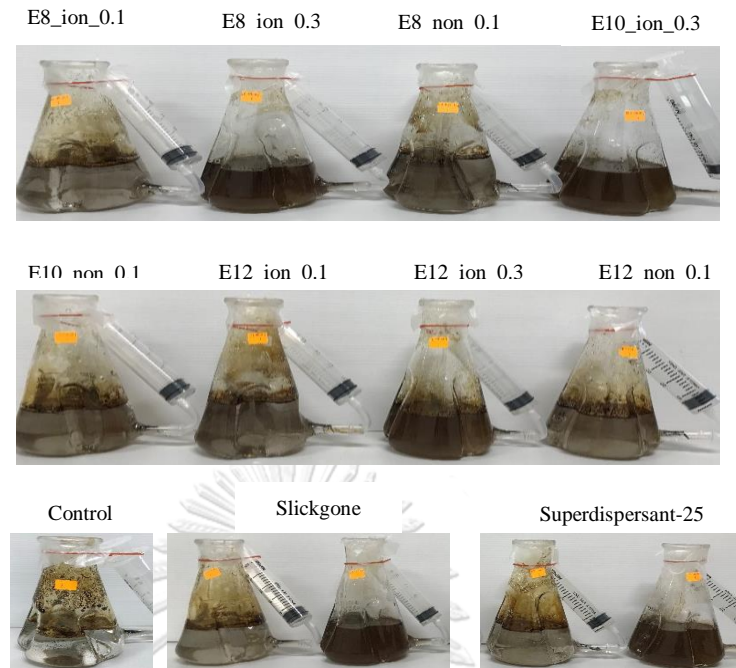 E8_ion_0.1 E8 ion 0.3 E8 non 0.1 E10_ion_0.3
E10 non 0.1 E12 ion 0.1 E12 ion 0.3 E12 non 0.1
Control Slickgone Superdispersant-25